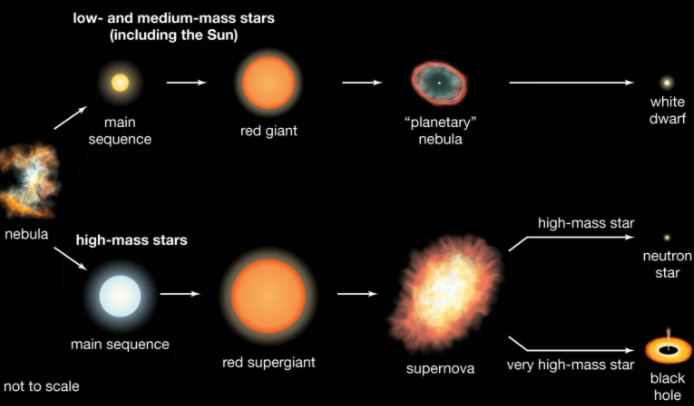 low- and medium-mass stars
(including the Sun)
main
sequence
red giant
“planetary”
nebula
white
dwarf
nebula
high-mass stars
main sequence
red supergiant
supernova
high-mass star
neutron
star
very high-mass star
black
hole
not to scale